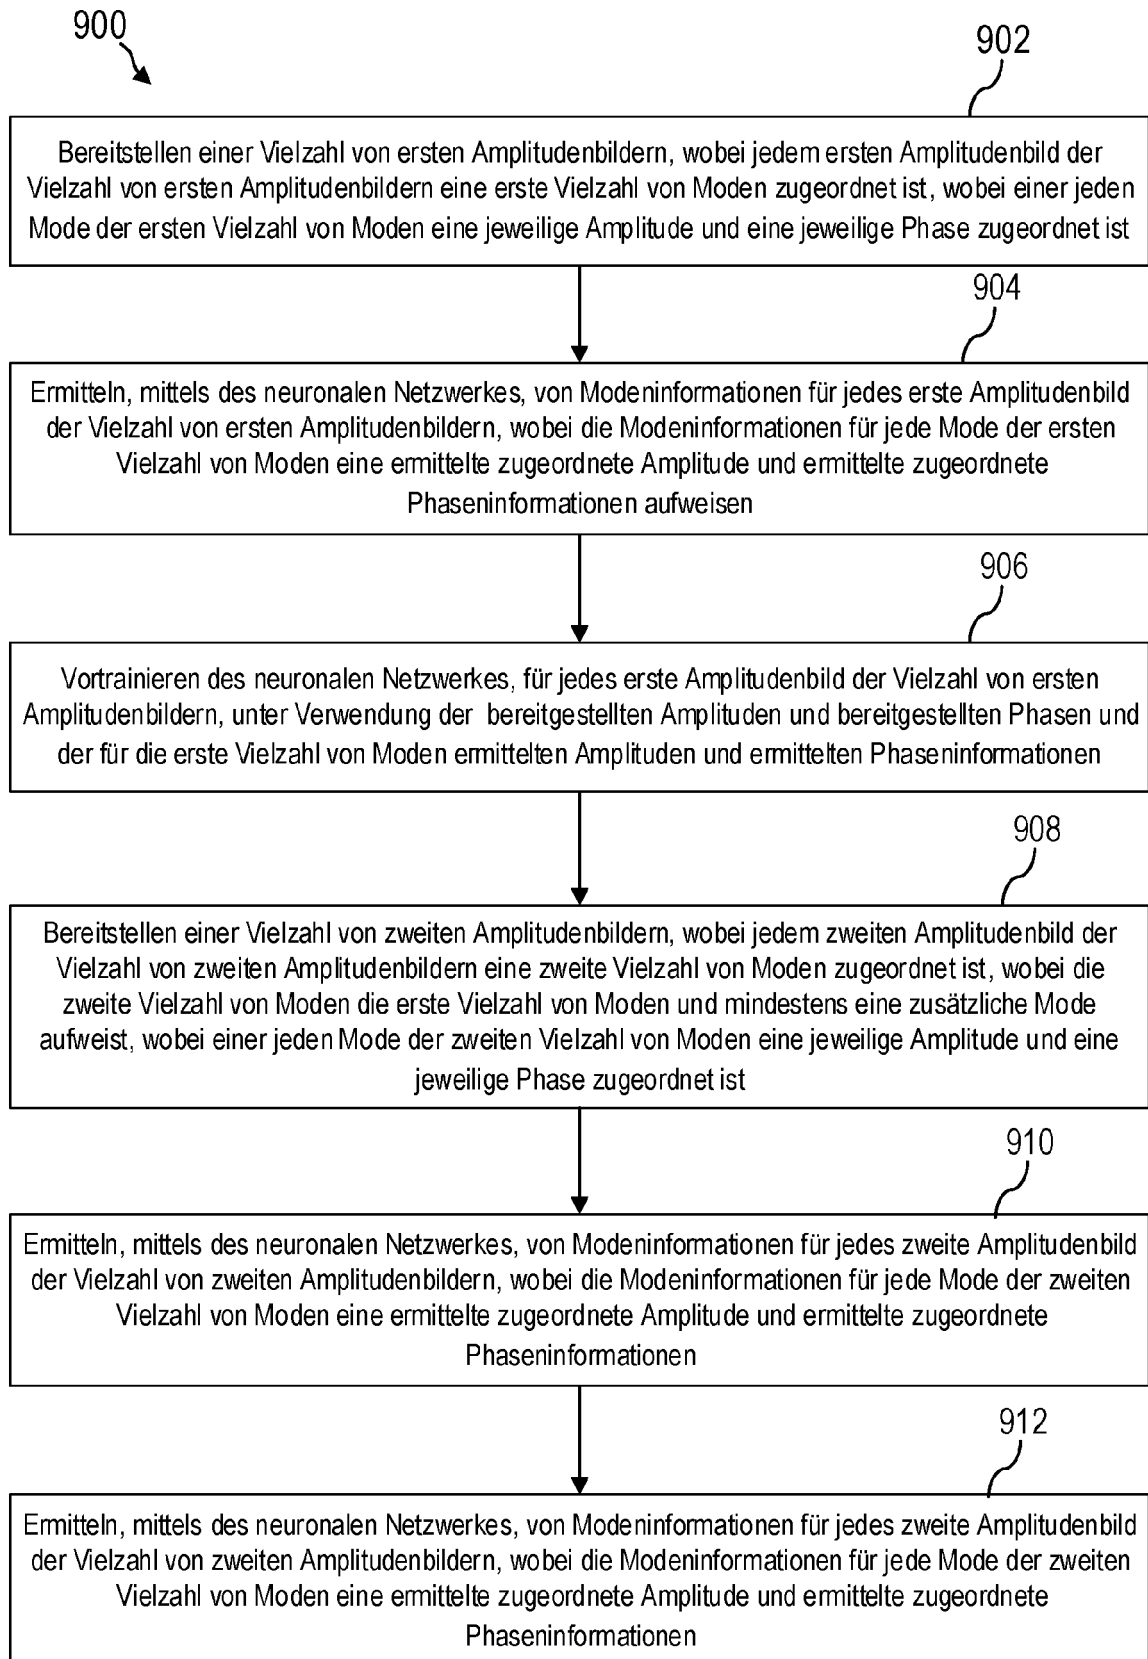 900
902
Bereitstellen einer Vielzahl von ersten Amplitudenbildern, wobei jedem ersten Amplitudenbild der
Vielzahl von ersten Amplitudenbildern eine erste Vielzahl von Moden zugeordnet ist, wobei einer jeden
Mode der ersten Vielzahl von Moden eine jeweilige Amplitude und eine jeweilige Phase zugeordnet ist
904
Ermitteln, mittels des neuronalen Netzwerkes, von Modeninformationen für jedes erste Amplitudenbild
der Vielzahl von ersten Amplitudenbildern, wobei die Modeninformationen für jede Mode der ersten
Vielzahl von Moden eine ermittelte zugeordnete Amplitude und ermittelte zugeordnete
Phaseninformationen aufweisen
906
Vortrainieren des neuronalen Netzwerkes, für jedes erste Amplitudenbild der Vielzahl von ersten
Amplitudenbildern, unter Verwendung der bereitgestellten Amplituden und bereitgestellten Phasen und
der für die erste Vielzahl von Moden ermittelten Amplituden und ermittelten Phaseninformationen
908
Bereitstellen einer Vielzahl von zweiten Amplitudenbildern, wobei jedem zweiten Amplitudenbild der
Vielzahl von zweiten Amplitudenbildern eine zweite Vielzahl von Moden zugeordnet ist, wobei die
zweite Vielzahl von Moden die erste Vielzahl von Moden und mindestens eine zusätzliche Mode
aufweist, wobei einer jeden Mode der zweiten Vielzahl von Moden eine jeweilige Amplitude und eine
jeweilige Phase zugeordnet ist
910
Ermitteln, mittels des neuronalen Netzwerkes, von Modeninformationen für jedes zweite Amplitudenbild
der Vielzahl von zweiten Amplitudenbildern, wobei die Modeninformationen für jede Mode der zweiten
Vielzahl von Moden eine ermittelte zugeordnete Amplitude und ermittelte zugeordnete
Phaseninformationen
912
Ermitteln, mittels des neuronalen Netzwerkes, von Modeninformationen für jedes zweite Amplitudenbild
der Vielzahl von zweiten Amplitudenbildern, wobei die Modeninformationen für jede Mode der zweiten
Vielzahl von Moden eine ermittelte zugeordnete Amplitude und ermittelte zugeordnete
Phaseninformationen